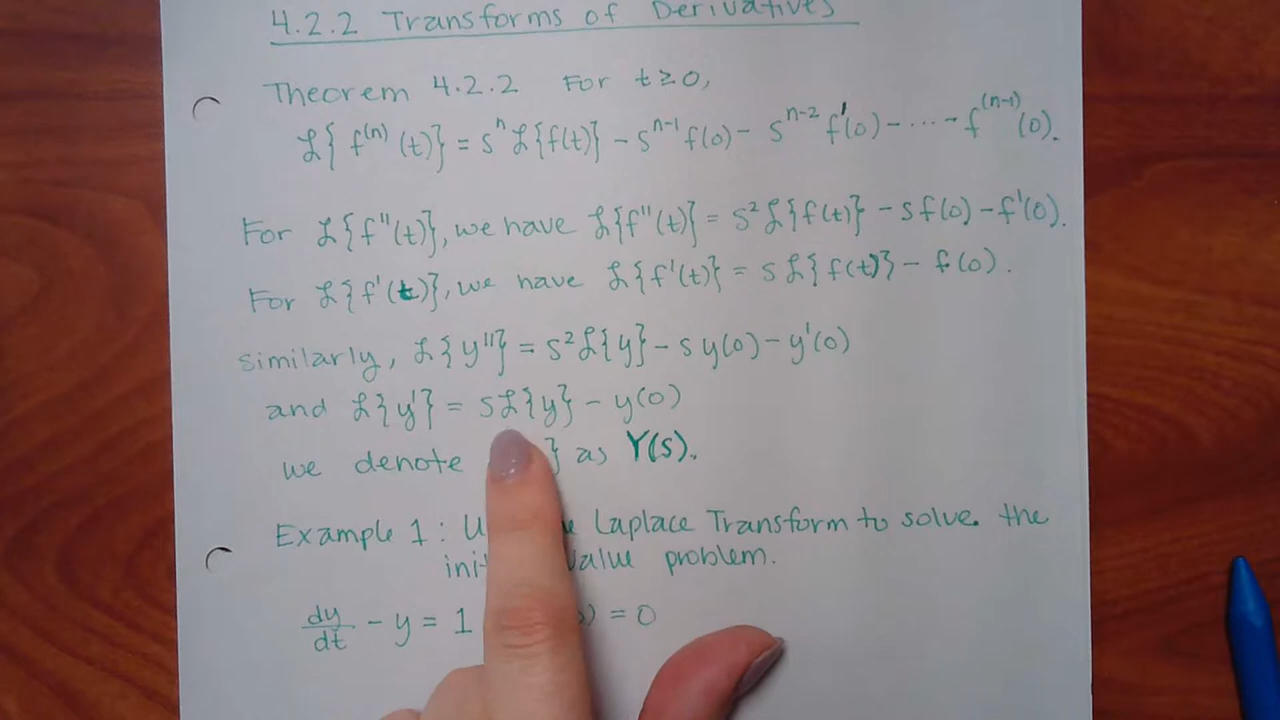 4.2.2 Transforms of Derivatives
Theorem 4.2.2 For t ≥ 0,
ℒ{f⁽ⁿ⁾(t)} = sⁿℒ{f(t)} - sⁿ⁻¹f(0) - sⁿ⁻²f'(0) - ... - f⁽ⁿ⁻¹⁾(0).
For ℒ{f''(t)}, we have ℒ{f''(t)} = s²ℒ{f(t)} - sf(0) - f'(0).
For ℒ{f'(t)}, we have ℒ{f'(t)} = sℒ{f(t)} - f(0).
similarly, ℒ{y''} = s²ℒ{y} - sy(0) - y'(0)
and ℒ{y'} = sℒ{y} - y(0)
we denote } as Y(s).
Example 1: Laplace Transform to solve the
value problem.
dy/dt - y = 1 ) = 0